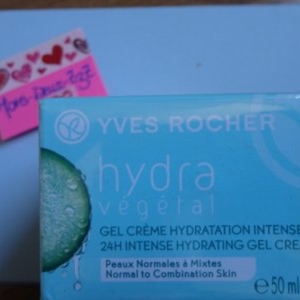 YVES ROCHER
hydra
végétal
GEL CRÈME HYDRATATION INTENSE
24H INTENSE HYDRATING GEL CRE
Peaux Normales à Mixtes
Normal to Combination Skin
e 50 ml